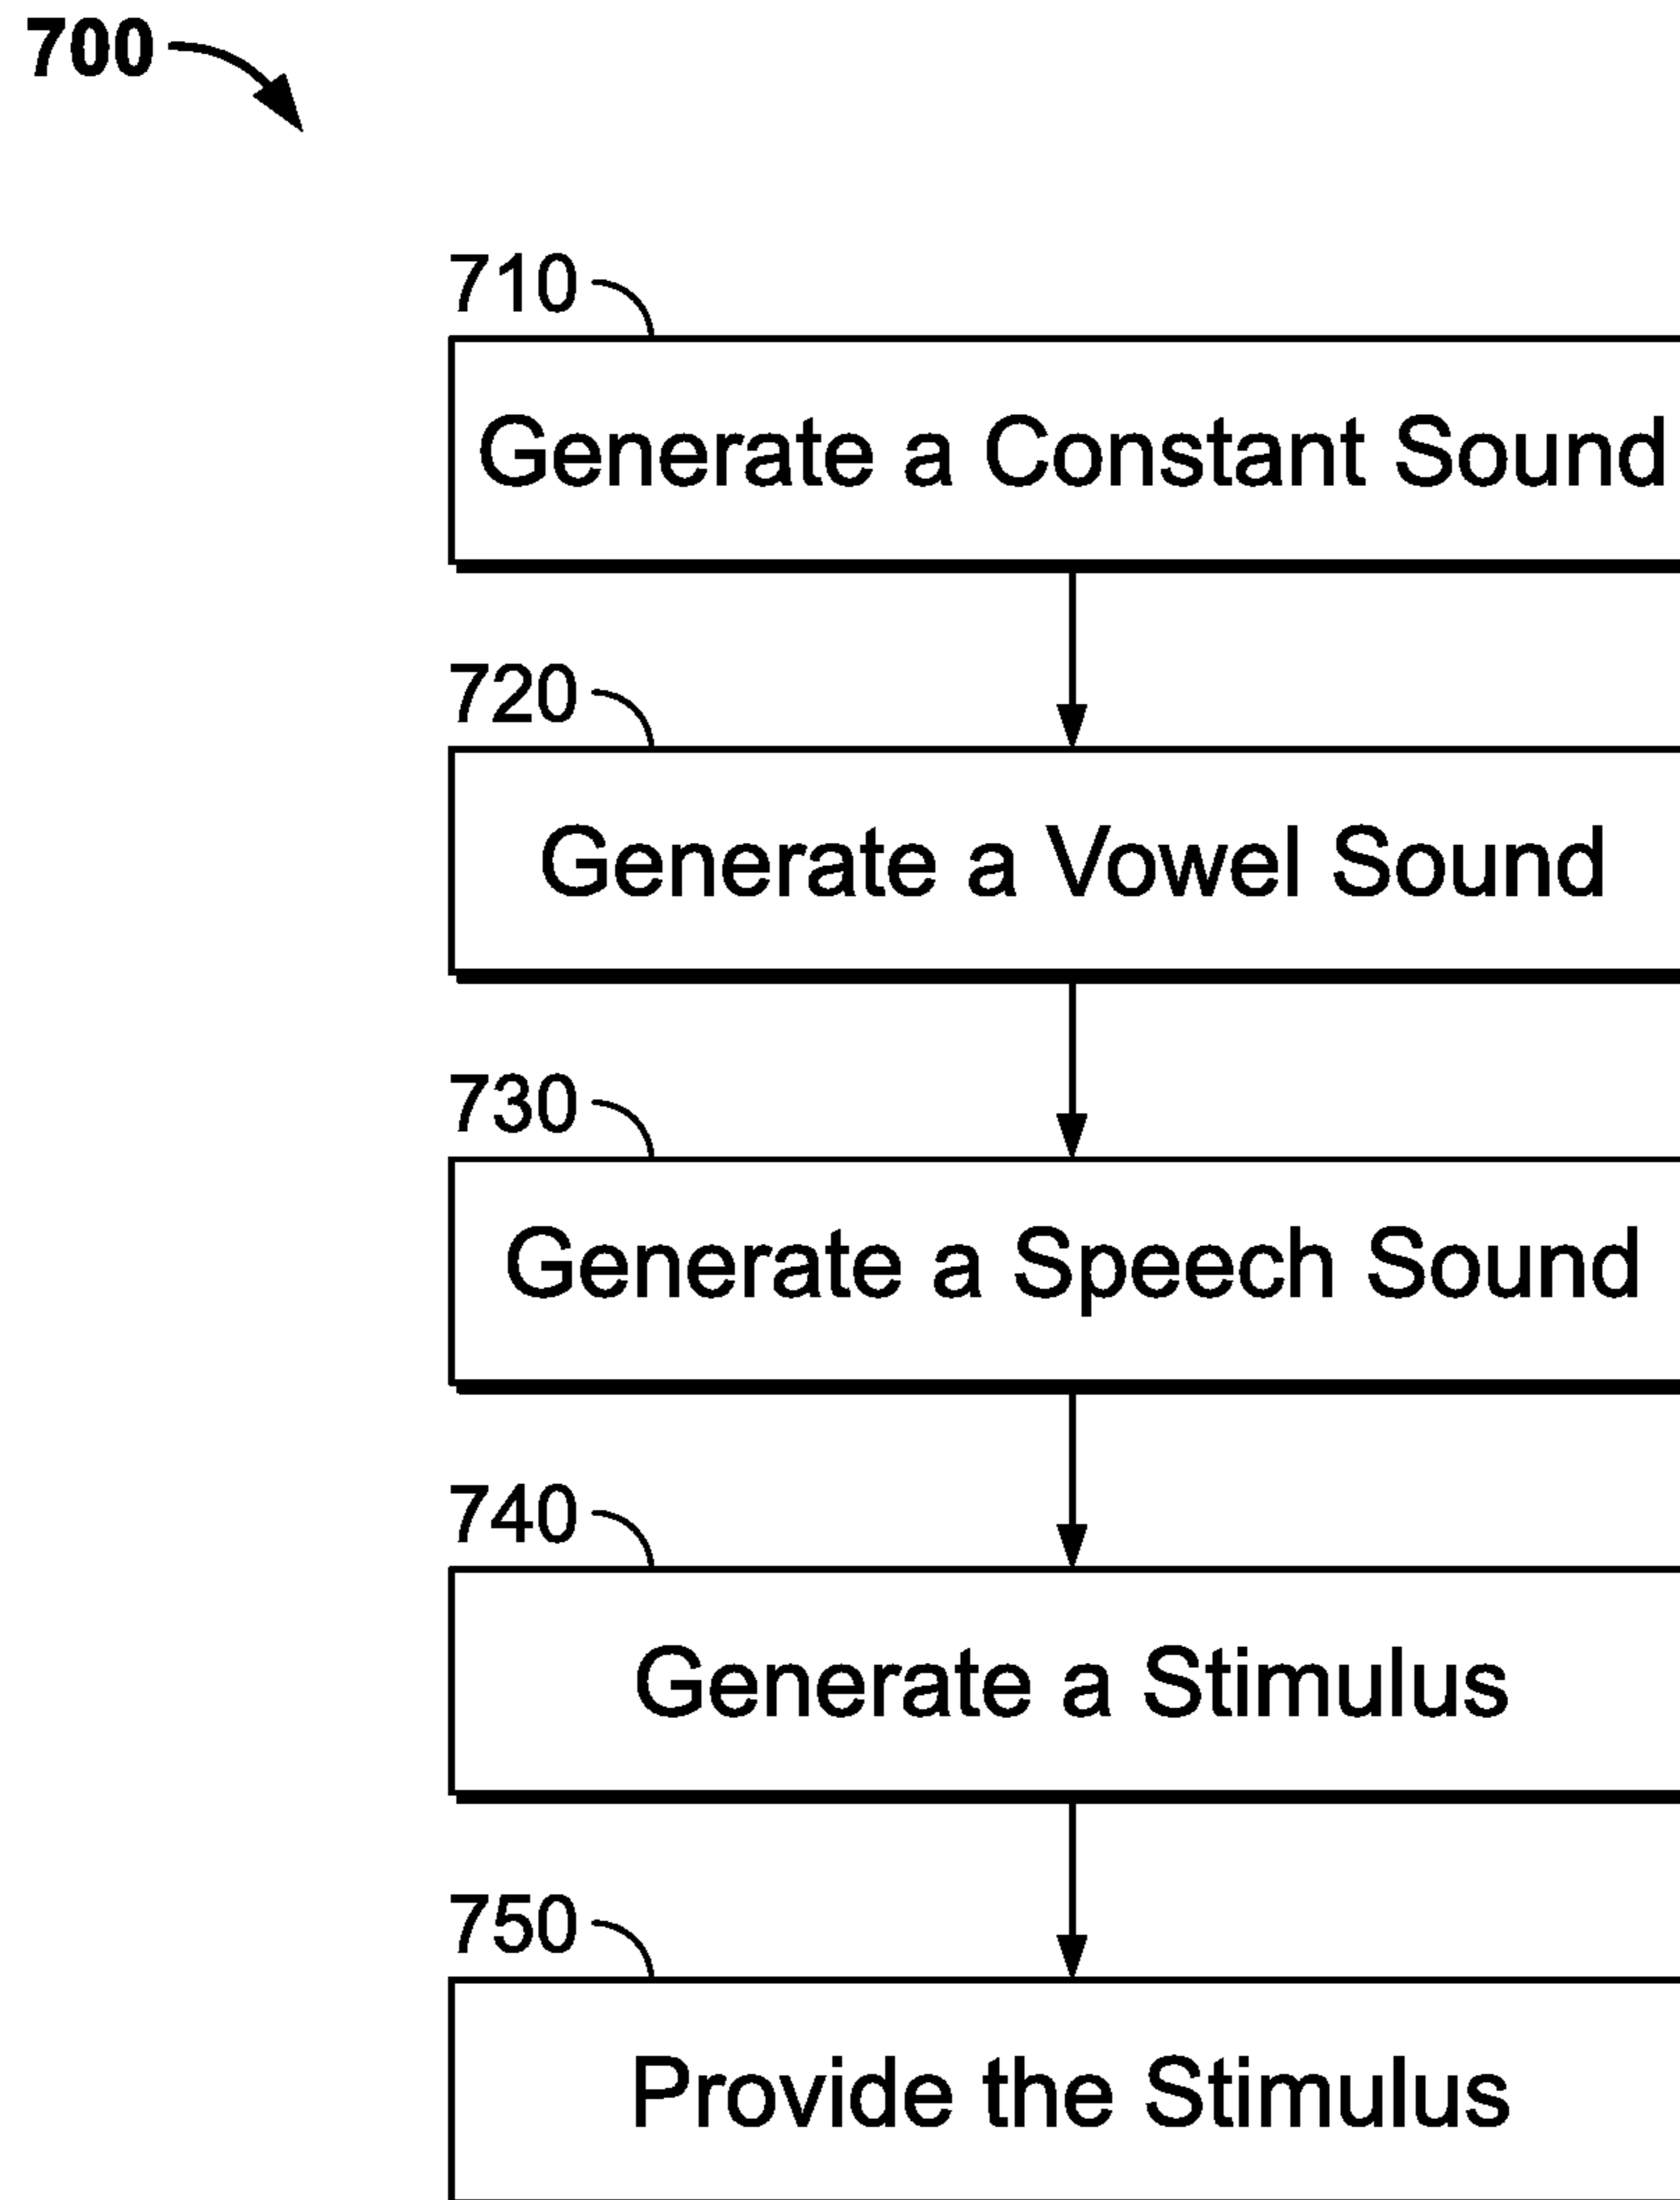 700
710
Generate a Constant Sound
720
Generate a Vowel Sound
730
Generate a Speech Sound
740
Generate a Stimulus
750
Provide the Stimulus